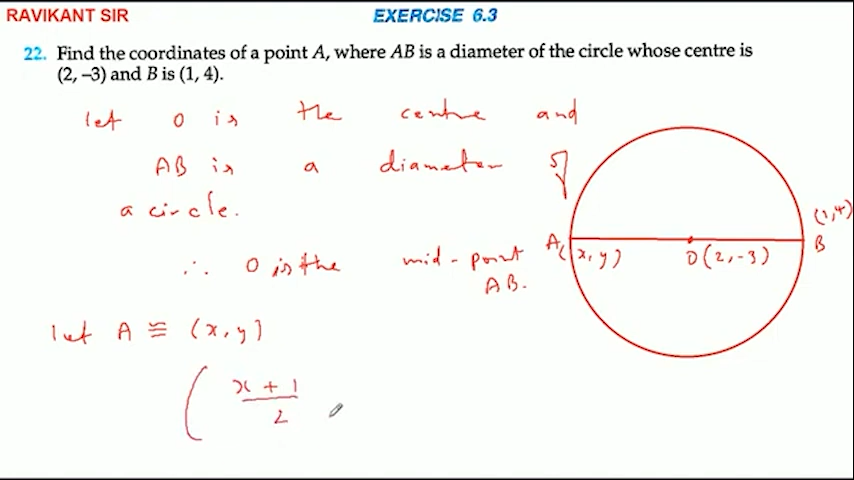 RAVIKANT SIR
EXERCISE 6.3
22. Find the coordinates of a point A, where AB is a diameter of the circle whose centre is
(2, –3) and B is (1, 4).
let O is the centre and
AB is a diameter of
a circle.
∴ O is the mid-point
AB.
let A ≌ (x, y)
( x + 1
2
(1,4)
A( x, y)
O(2,-3)
B